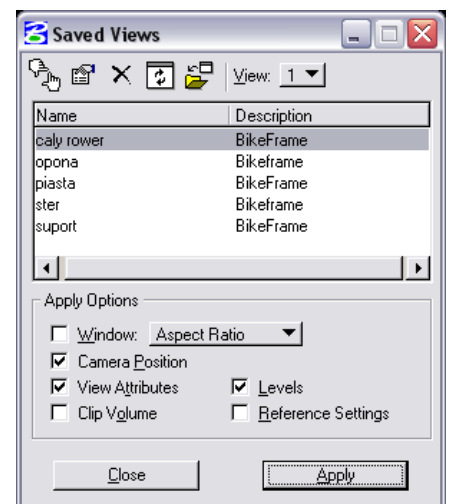 Saved Views
View: 1
Name Description
caly rower BikeFrame
opona Bikeframe
piasta BikeFrame
ster Bikeframe
suport BikeFrame
Apply Options
Window: Aspect Ratio
Camera Position
View Attributes Levels
Clip Volume Reference Settings
Close Apply